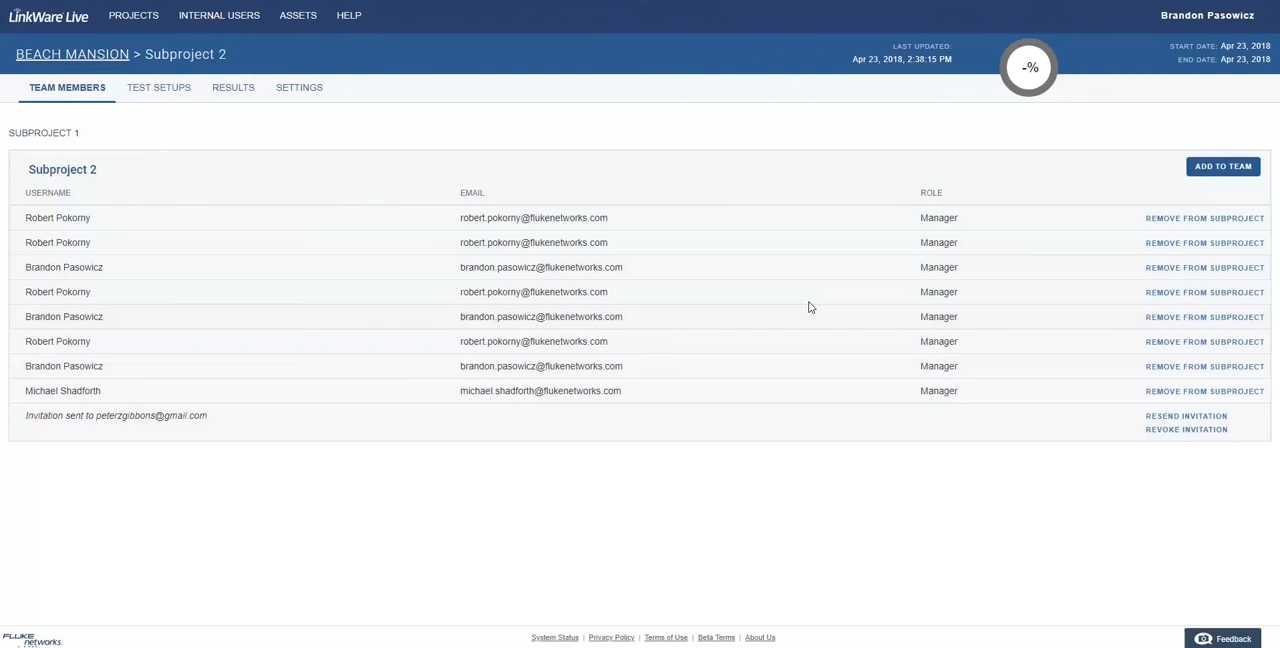 LinkWare Live PROJECTS INTERNAL USERS ASSETS HELP Brandon Pasowicz
BEACH MANSION > Subproject 2
LAST UPDATED:
Apr 23, 2018, 2:38:15 PM
-%
START DATE: Apr 23, 2018
END DATE: Apr 23, 2018
TEAM MEMBERS TEST SETUPS RESULTS SETTINGS
SUBPROJECT 1
Subproject 2 ADD TO TEAM
USERNAME EMAIL ROLE
Robert Pokorny robert.pokorny@flukenetworks.com Manager REMOVE FROM SUBPROJECT
Robert Pokorny robert.pokorny@flukenetworks.com Manager REMOVE FROM SUBPROJECT
Brandon Pasowicz brandon.pasowicz@flukenetworks.com Manager REMOVE FROM SUBPROJECT
Robert Pokorny robert.pokorny@flukenetworks.com Manager REMOVE FROM SUBPROJECT
Brandon Pasowicz brandon.pasowicz@flukenetworks.com Manager REMOVE FROM SUBPROJECT
Robert Pokorny robert.pokorny@flukenetworks.com Manager REMOVE FROM SUBPROJECT
Brandon Pasowicz brandon.pasowicz@flukenetworks.com Manager REMOVE FROM SUBPROJECT
Michael Shadforth michael.shadforth@flukenetworks.com Manager REMOVE FROM SUBPROJECT
Invitation sent to peterzgibbons@gmail.com RESEND INVITATION
REVOKE INVITATION
FLUKE
networks.
System Status | Privacy Policy | Terms of Use | Beta Terms | About Us
Feedback